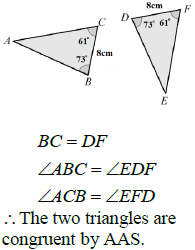 C
A
61°
8cm
73°
B
8cm
D
F
73° 61°
E
BC = DF
∠ABC = ∠EDF
∠ACB = ∠EFD
∴ The two triangles are
congruent by AAS.